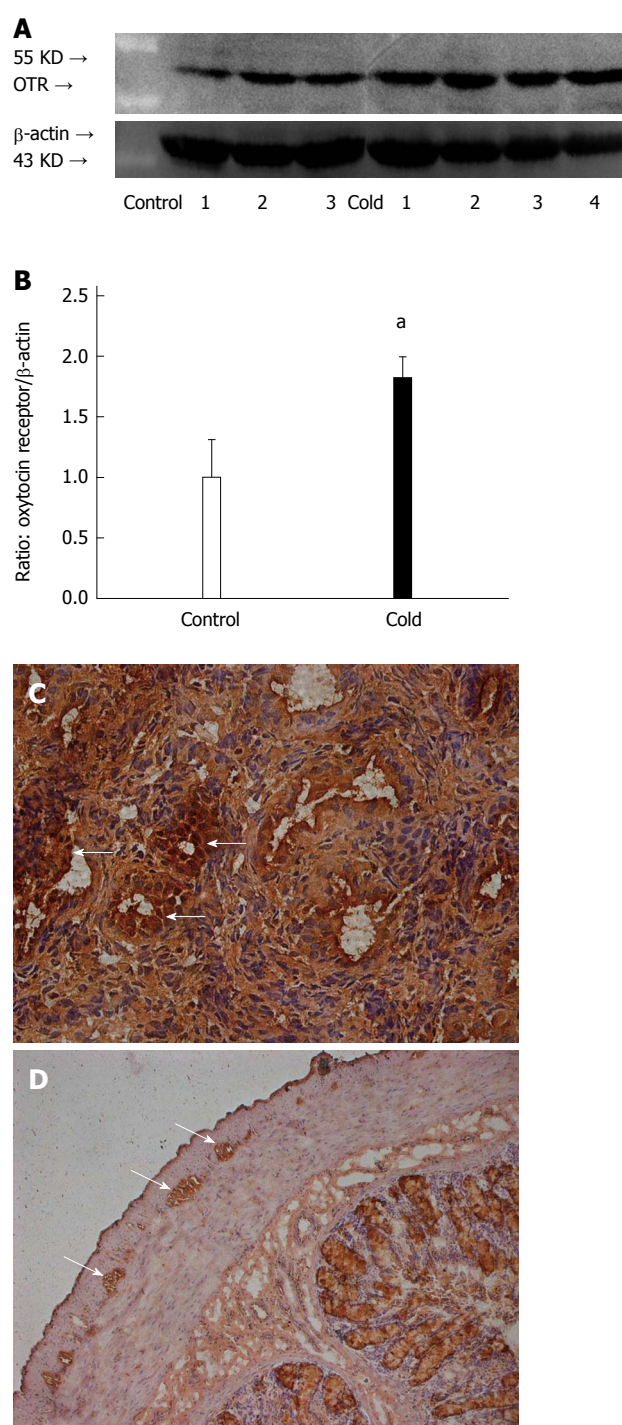 A
55 KD →
OTR →
β-actin →
43 KD →
Control 1 2 3 Cold 1 2 3 4
B
Ratio: oxytocin receptor/β-actin
2.5
2.0
1.5
1.0
0.5
0.0
a
Control Cold
C
D